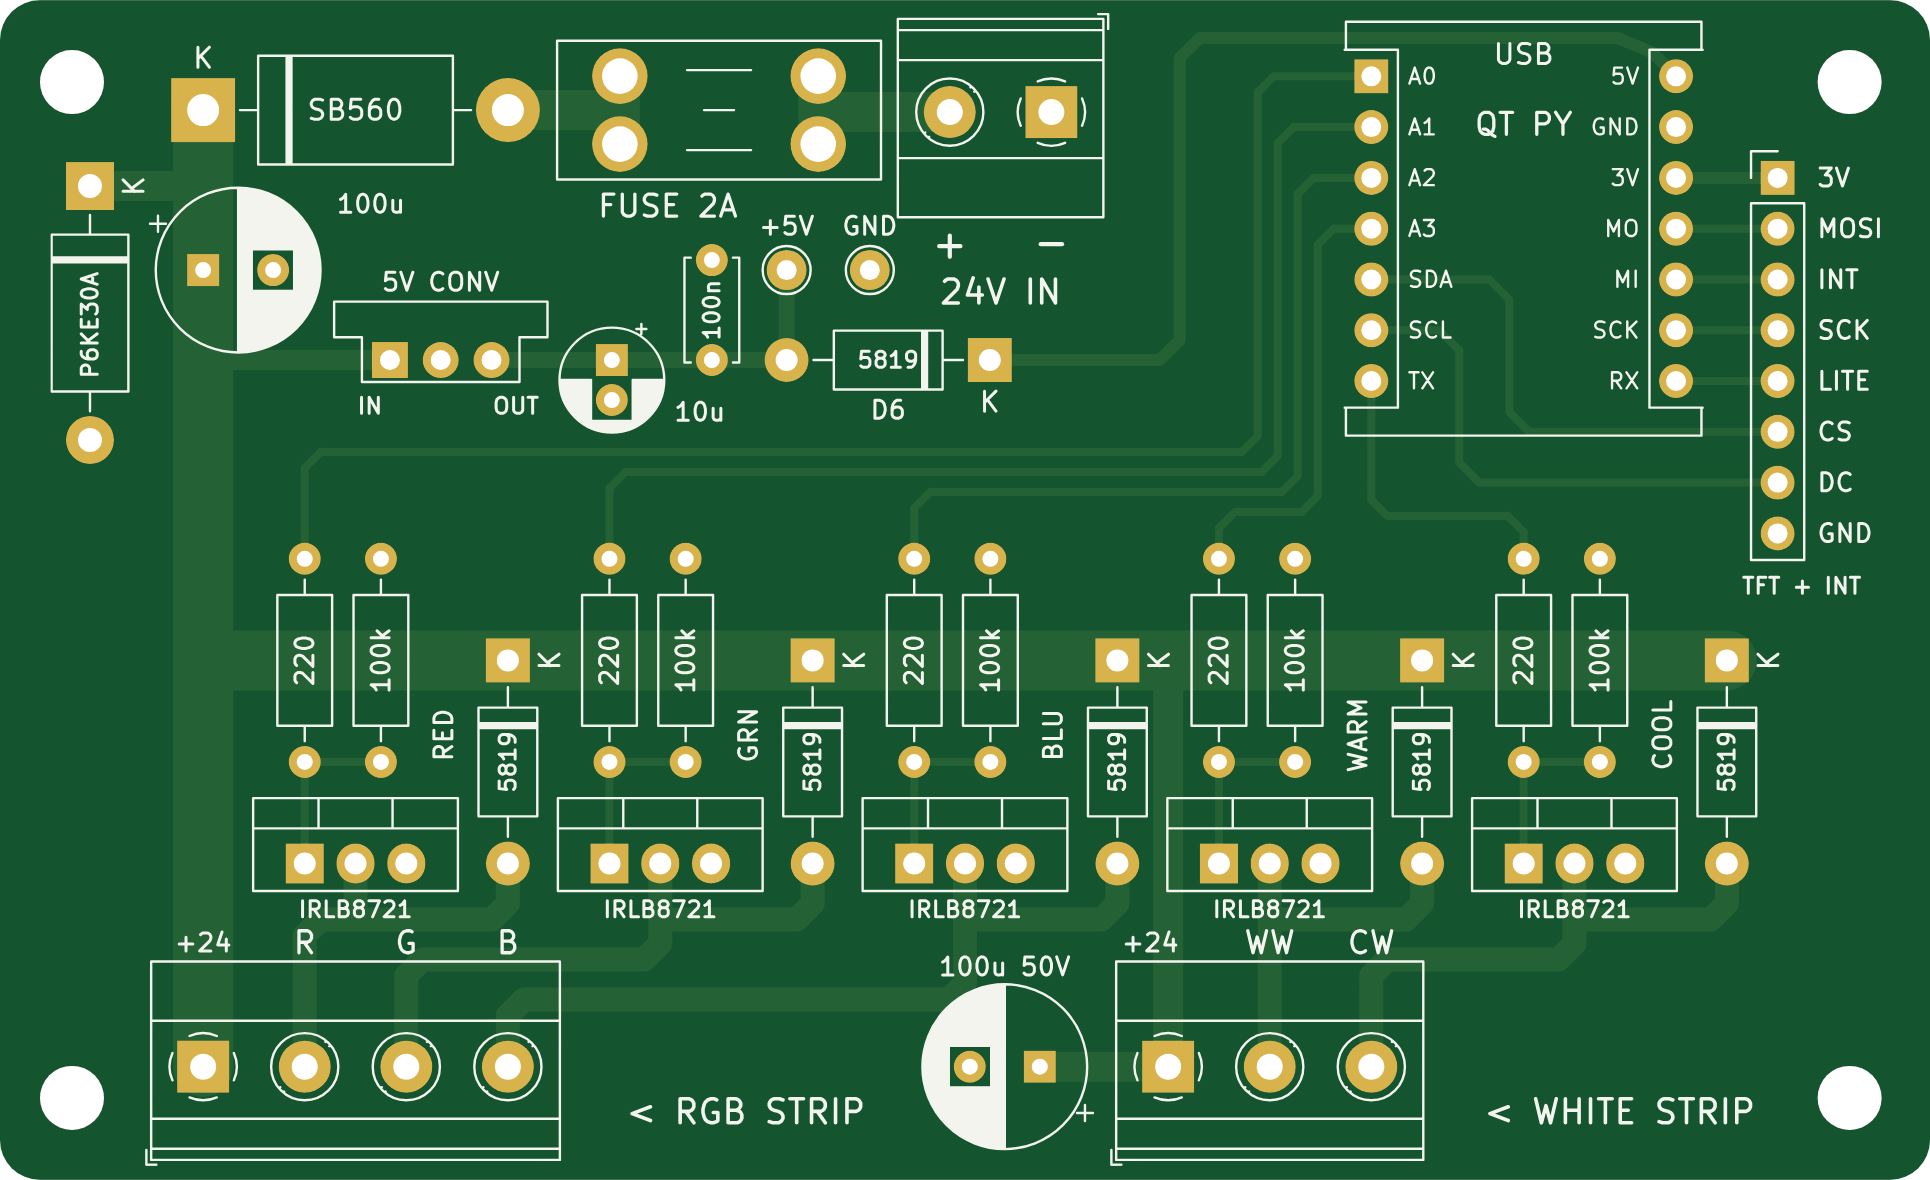 K
SB560
100u
K
+
P6KE30A
FUSE 2A
+ -
24V IN
+5V
GND
5V CONV
IN
OUT
100n
+
10u
5819
D6
K
USB
QT PY
A0
A1
A2
A3
SDA
SCL
TX
5V
GND
3V
MO
MI
SCK
RX
3V
MOSI
INT
SCK
LITE
CS
DC
GND
TFT + INT
220
100k
RED
K
5819
IRLB8721
220
100k
GRN
K
5819
IRLB8721
220
100k
BLU
K
5819
IRLB8721
220
100k
WARM
K
5819
IRLB8721
220
100k
COOL
K
5819
IRLB8721
+24 R G B
< RGB STRIP
100u 50V
+
+24 WW CW
< WHITE STRIP